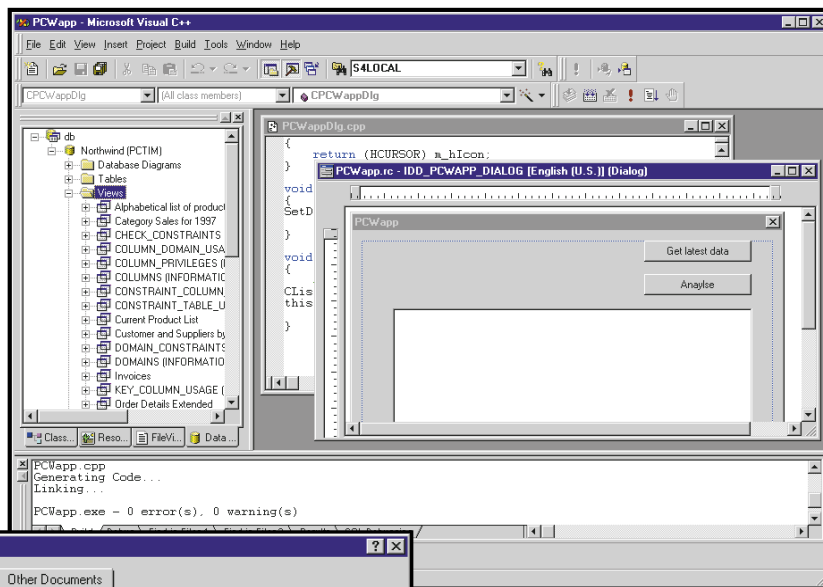 PCWapp - Microsoft Visual C++
File Edit View Insert Project Build Tools Window Help
S4LOCAL
CPCWappDlg (All class members) CPCWappDlg
db
Northwind (PCTIM)
Database Diagrams
Tables
Views
Alphabetical list of product
Category Sales for 1997
CHECK_CONSTRAINTS
COLUMN_DOMAIN_USA
COLUMN_PRIVILEGES (I
COLUMNS (INFORMATIC
CONSTRAINT_COLUMN_
CONSTRAINT_TABLE_U
Current Product List
Customer and Suppliers by
DOMAIN_CONSTRAINTS
DOMAINS (INFORMATIO
Invoices
KEY_COLUMN_USAGE (
Order Details Extended
Class... Reso... FileVi... Data ...
PCWappDlg.cpp
{
return (HCURSOR) m_hIcon;
}
void
{
SetD
}
void
{
CLis
this
}
PCWapp.rc - IDD_PCWAPP_DIALOG [English (U.S.)] (Dialog)
PCWapp
Get latest data
Anaylse
PCWapp.cpp
Generating Code...
Linking...
PCWapp.exe - 0 error(s), 0 warning(s)
Other Documents